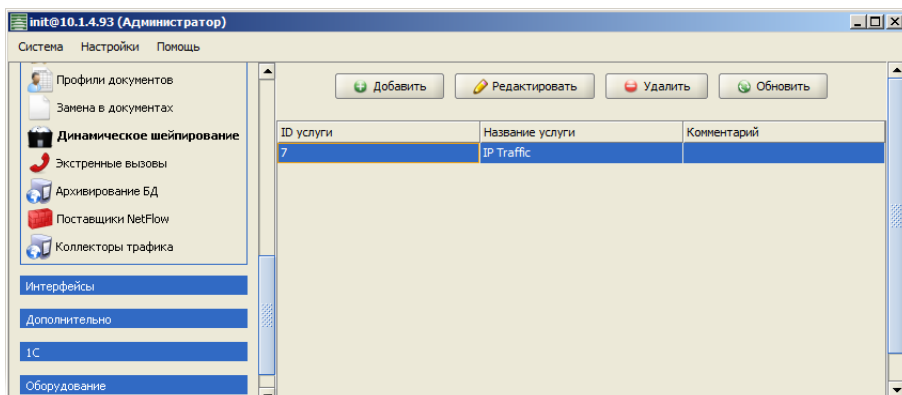 init@10.1.4.93 (Администратор)
Система Настройки Помощь
Профили документов
Замена в документах
Динамическое шейпирование
Экстренные вызовы
Архивирование БД
Поставщики NetFlow
Коллекторы трафика
Интерфейсы
Дополнительно
1C
Оборудование
Добавить Редактировать Удалить Обновить
ID услуги Название услуги Комментарий
7 IP Traffic